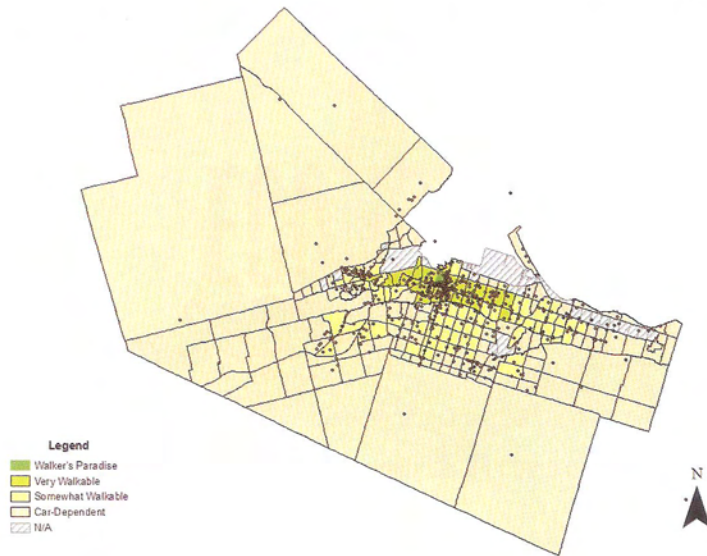 Legend
Walker's Paradise
Very Walkable
Somewhat Walkable
Car-Dependent
N/A
N